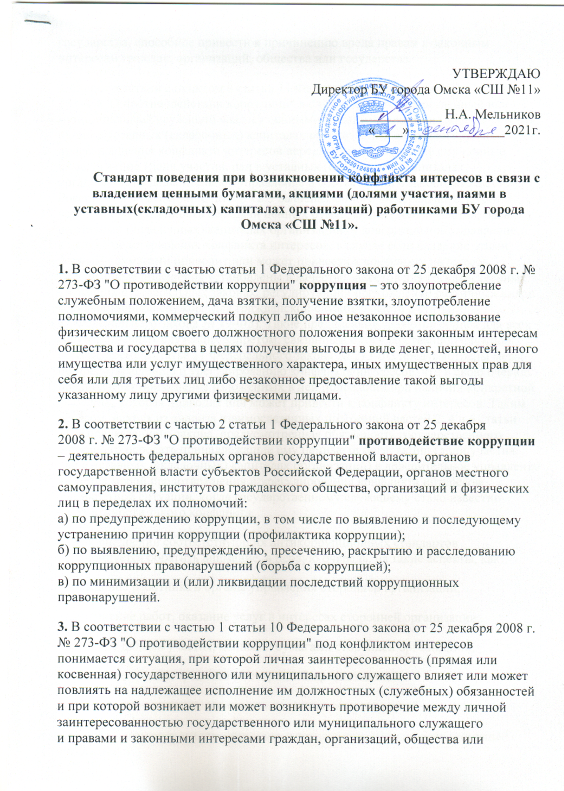 УТВЕРЖДАЮ
Директор БУ города Омска «СШ №11»
Н.А. Мельников
« » сентября 2021г.
Стандарт поведения при возникновении конфликта интересов в связи с
владением ценными бумагами, акциями (долями участия, паями в
уставных(складочных) капиталах организаций) работниками БУ города
Омска «СШ №11».
1. В соответствии с частью статьи 1 Федерального закона от 25 декабря 2008 г. №
273-ФЗ "О противодействии коррупции" коррупция – это злоупотребление
служебным положением, дача взятки, получение взятки, злоупотребление
полномочиями, коммерческий подкуп либо иное незаконное использование
физическим лицом своего должностного положения вопреки законным интересам
общества и государства в целях получения выгоды в виде денег, ценностей, иного
имущества или услуг имущественного характера, иных имущественных прав для
себя или для третьих лиц либо незаконное предоставление такой выгоды
указанному лицу другими физическими лицами.
2. В соответствии с частью 2 статьи 1 Федерального закона от 25 декабря
2008 г. № 273-ФЗ "О противодействии коррупции" противодействие коррупции
– деятельность федеральных органов государственной власти, органов
государственной власти субъектов Российской Федерации, органов местного
самоуправления, институтов гражданского общества, организаций и физических
лиц в переделах их полномочий:
а) по предупреждению коррупции, в том числе по выявлению и последующему
устранению причин коррупции (профилактика коррупции);
б) по выявлению, предупреждению, пресечению, раскрытию и расследованию
коррупционных правонарушений (борьба с коррупцией);
в) по минимизации и (или) ликвидации последствий коррупционных
правонарушений.
3. В соответствии с частью 1 статьи 10 Федерального закона от 25 декабря 2008 г.
№ 273-ФЗ "О противодействии коррупции" под конфликтом интересов
понимается ситуация, при которой личная заинтересованность (прямая или
косвенная) государственного или муниципального служащего влияет или может
повлиять на надлежащее исполнение им должностных (служебных) обязанностей
и при которой возникает или может возникнуть противоречие между личной
заинтересованностью государственного или муниципального служащего
и правами и законными интересами граждан, организаций, общества или